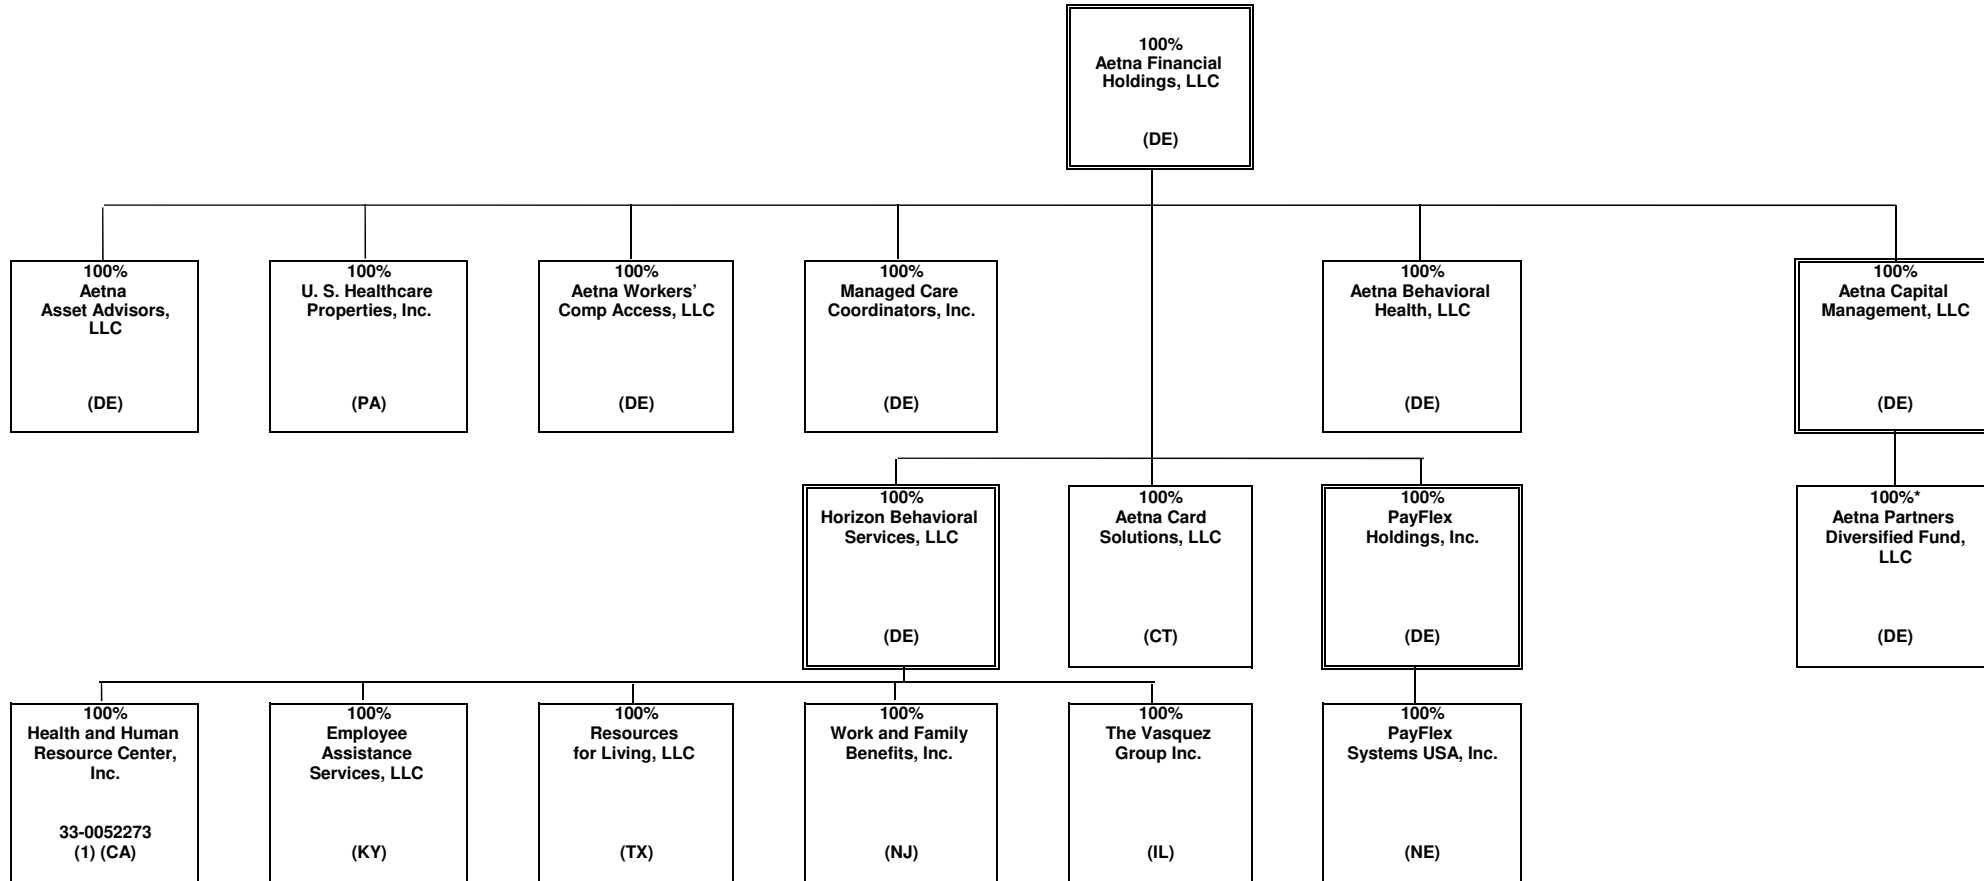 100%
Aetna Financial
Holdings, LLC
(DE)
100%
Aetna
Asset Advisors,
LLC
(DE)
100%
U. S. Healthcare
Properties, Inc.
(PA)
100%
Aetna Workers’
Comp Access, LLC
(DE)
100%
Managed Care
Coordinators, Inc.
(DE)
100%
Aetna Behavioral
Health, LLC
(DE)
100%
Aetna Capital
Management, LLC
(DE)
100%
Horizon Behavioral
Services, LLC
(DE)
100%
Aetna Card
Solutions, LLC
(CT)
100%
PayFlex
Holdings, Inc.
(DE)
100%*
Aetna Partners
Diversified Fund,
LLC
(DE)
100%
Health and Human
Resource Center,
Inc.
33-0052273
(1) (CA)
100%
Employee
Assistance
Services, LLC
(KY)
100%
Resources
for Living, LLC
(TX)
100%
Work and Family
Benefits, Inc.
(NJ)
100%
The Vasquez
Group Inc.
(IL)
100%
PayFlex
Systems USA, Inc.
(NE)